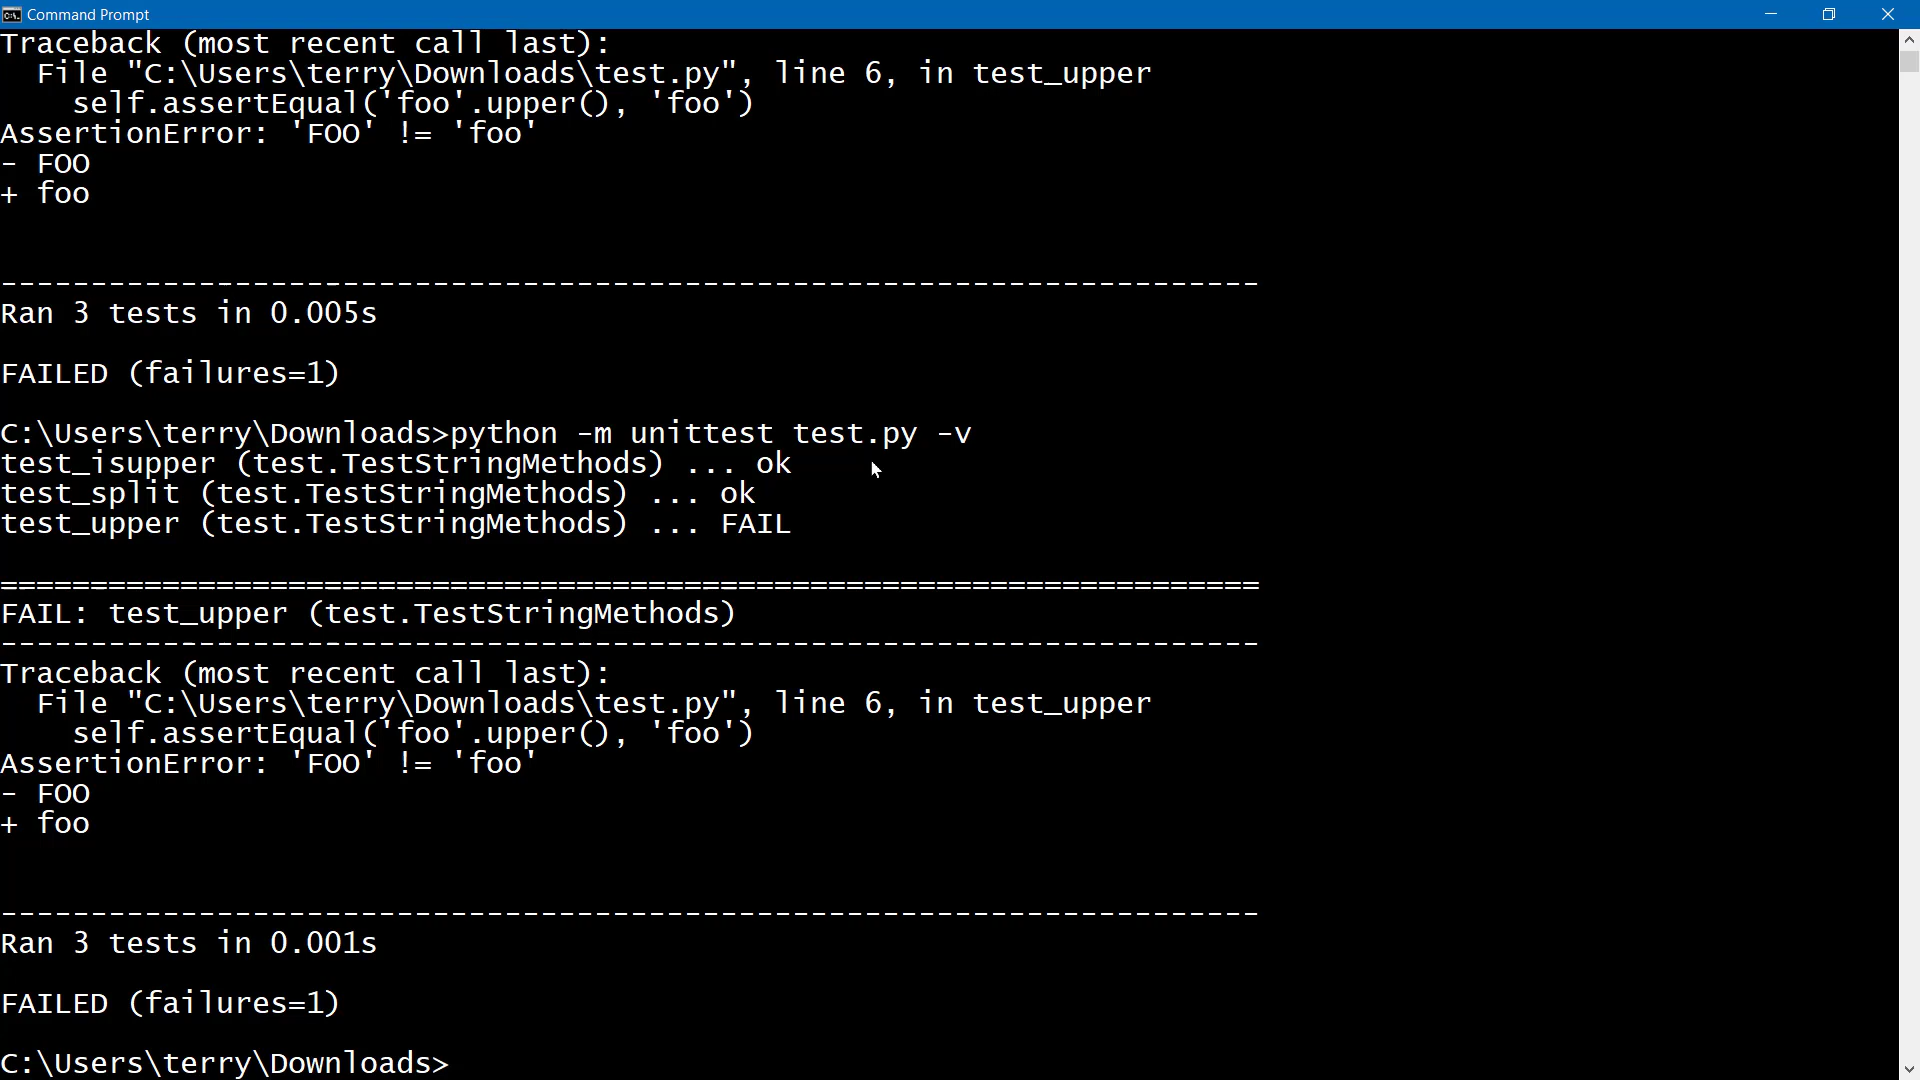 Command Prompt
Traceback (most recent call last):
  File "C:\Users\terry\Downloads\test.py", line 6, in test_upper
    self.assertEqual('foo'.upper(), 'foo')
AssertionError: 'FOO' != 'foo'
- FOO
+ foo
----------------------------------------------------------------------
Ran 3 tests in 0.005s
FAILED (failures=1)
C:\Users\terry\Downloads>python -m unittest test.py -v
test_isupper (test.TestStringMethods) ... ok
test_split (test.TestStringMethods) ... ok
test_upper (test.TestStringMethods) ... FAIL
======================================================================
FAIL: test_upper (test.TestStringMethods)
----------------------------------------------------------------------
Traceback (most recent call last):
  File "C:\Users\terry\Downloads\test.py", line 6, in test_upper
    self.assertEqual('foo'.upper(), 'foo')
AssertionError: 'FOO' != 'foo'
- FOO
+ foo
----------------------------------------------------------------------
Ran 3 tests in 0.001s
FAILED (failures=1)
C:\Users\terry\Downloads>